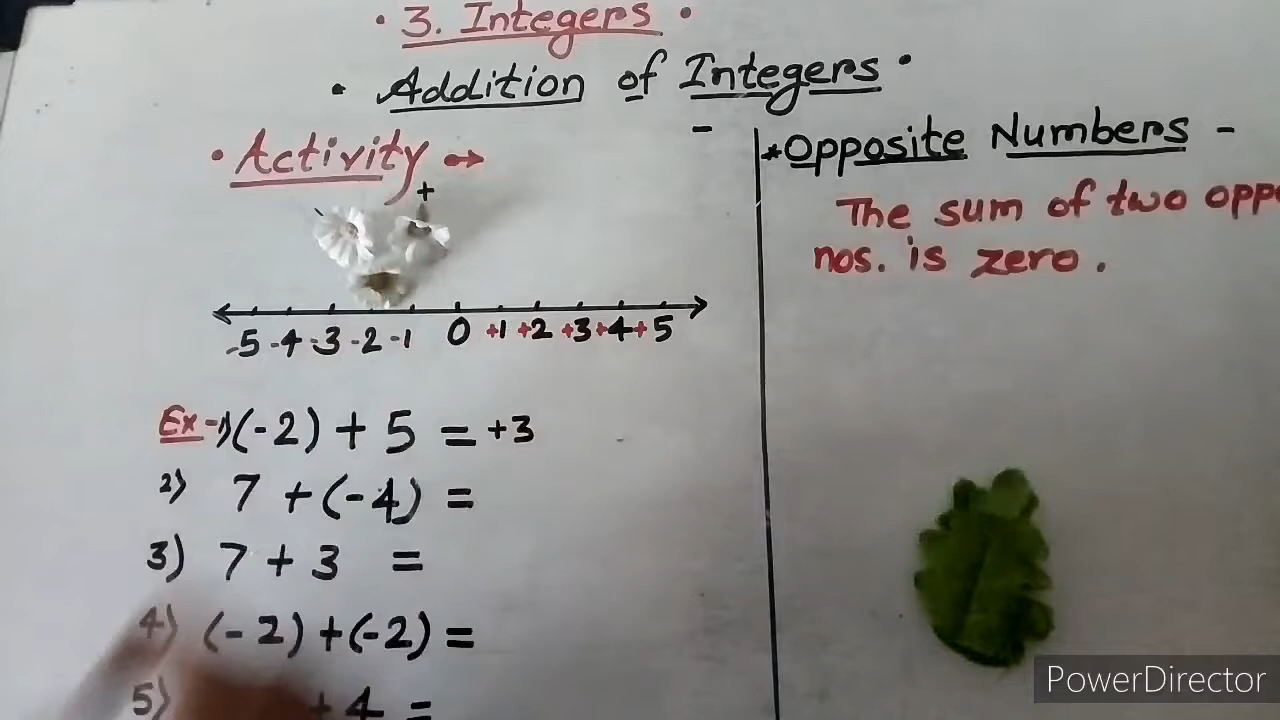 • 3. Integers •
• Addition of Integers •
• Activity →
+
-5 -4 -3 -2 -1 0 +1 +2 +3 +4 +5
Ex-1) (-2) + 5 = +3
2) 7 + (-4) =
3) 7 + 3 =
4) (-2) + (-2) =
5) + 4 =
- * Opposite Numbers -
The sum of two oppo
nos. is zero.
PowerDirector